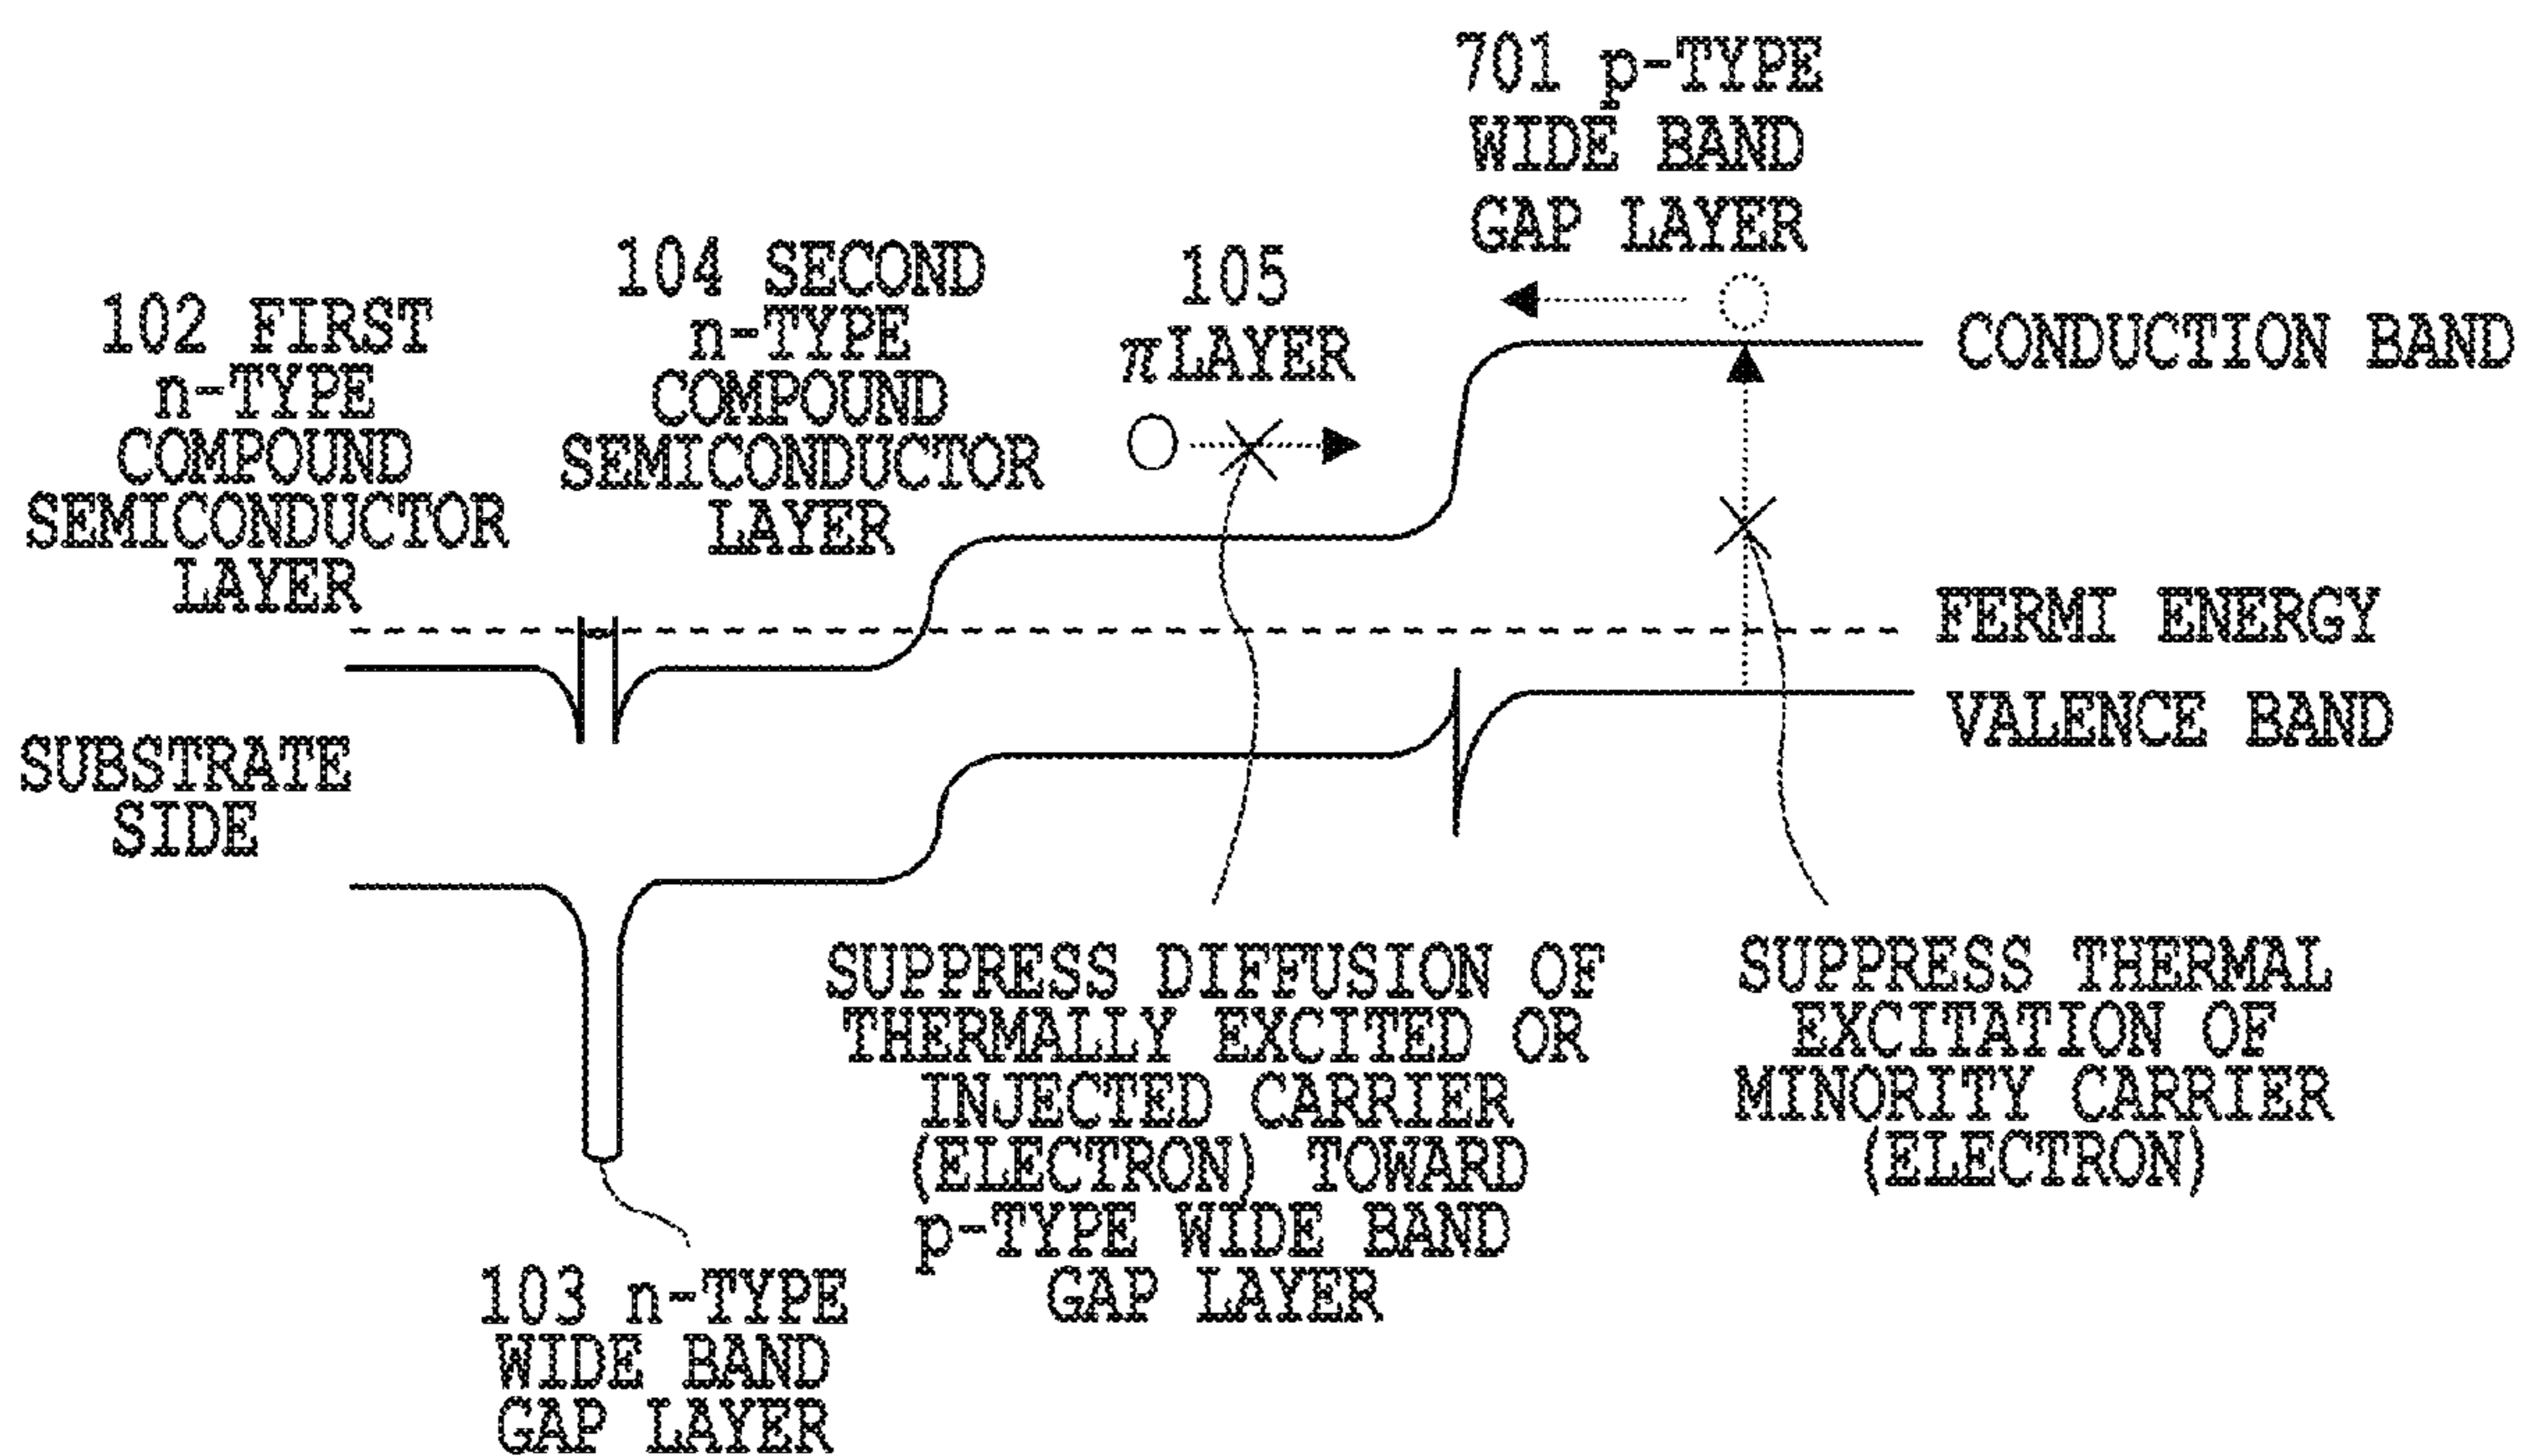 701 p-TYPE
WIDE BAND
GAP LAYER
104 SECOND
n-TYPE
COMPOUND
SEMICONDUCTOR
LAYER
105
π LAYER
102 FIRST
n-TYPE
COMPOUND
SEMICONDUCTOR
LAYER
CONDUCTION BAND
FERMI ENERGY
VALENCE BAND
SUBSTRATE
SIDE
SUPPRESS DIFFUSION OF
THERMALLY EXCITED OR
INJECTED CARRIER
(ELECTRON) TOWARD
p-TYPE WIDE BAND
GAP LAYER
SUPPRESS THERMAL
EXCITATION OF
MINORITY CARRIER
(ELECTRON)
103 n-TYPE
WIDE BAND
GAP LAYER